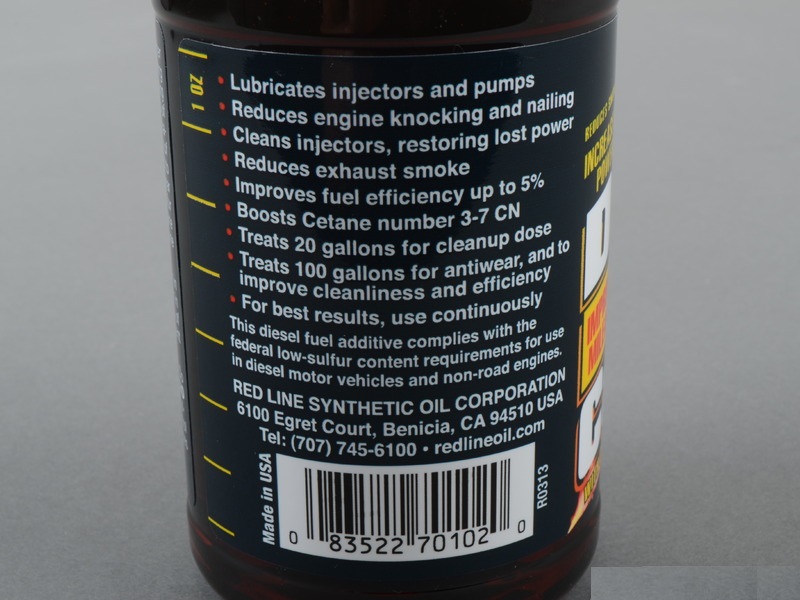 1 OZ
• Lubricates injectors and pumps
• Reduces engine knocking and nailing
• Cleans injectors, restoring lost power
• Reduces exhaust smoke
• Improves fuel efficiency up to 5%
• Boosts Cetane number 3-7 CN
• Treats 20 gallons for cleanup dose
• Treats 100 gallons for antiwear, and to
improve cleanliness and efficiency
• For best results, use continuously
This diesel fuel additive complies with the
federal low-sulfur content requirements for use
in diesel motor vehicles and non-road engines.
RED LINE SYNTHETIC OIL CORPORATION
6100 Egret Court, Benicia, CA 94510 USA
Tel: (707) 745-6100 • redlineoil.com
Made in USA
0 83522 70102 0
R0313
REDUCES